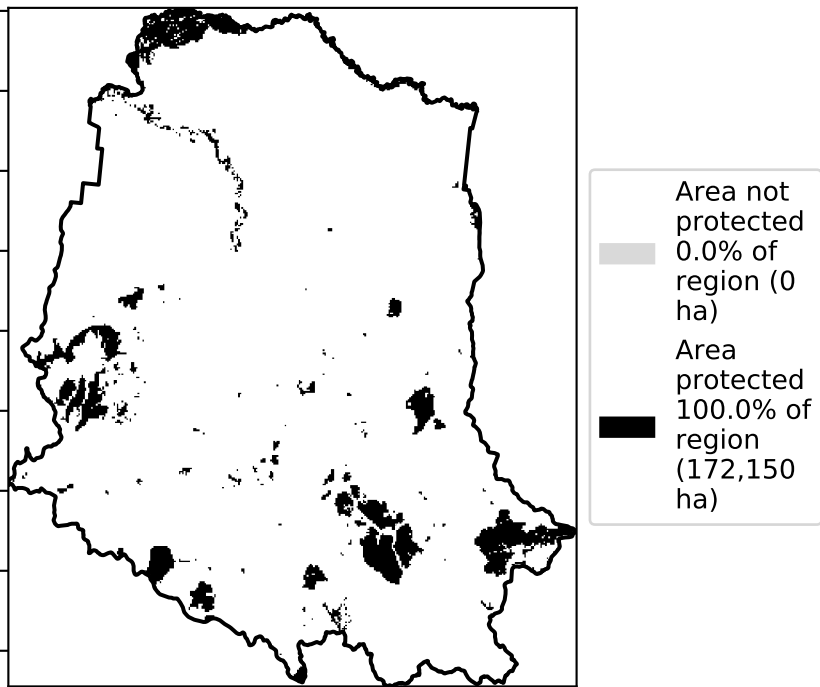 Area not
protected
0.0% of
region (0
ha)
Area
protected
100.0% of
region
(172,150
ha)